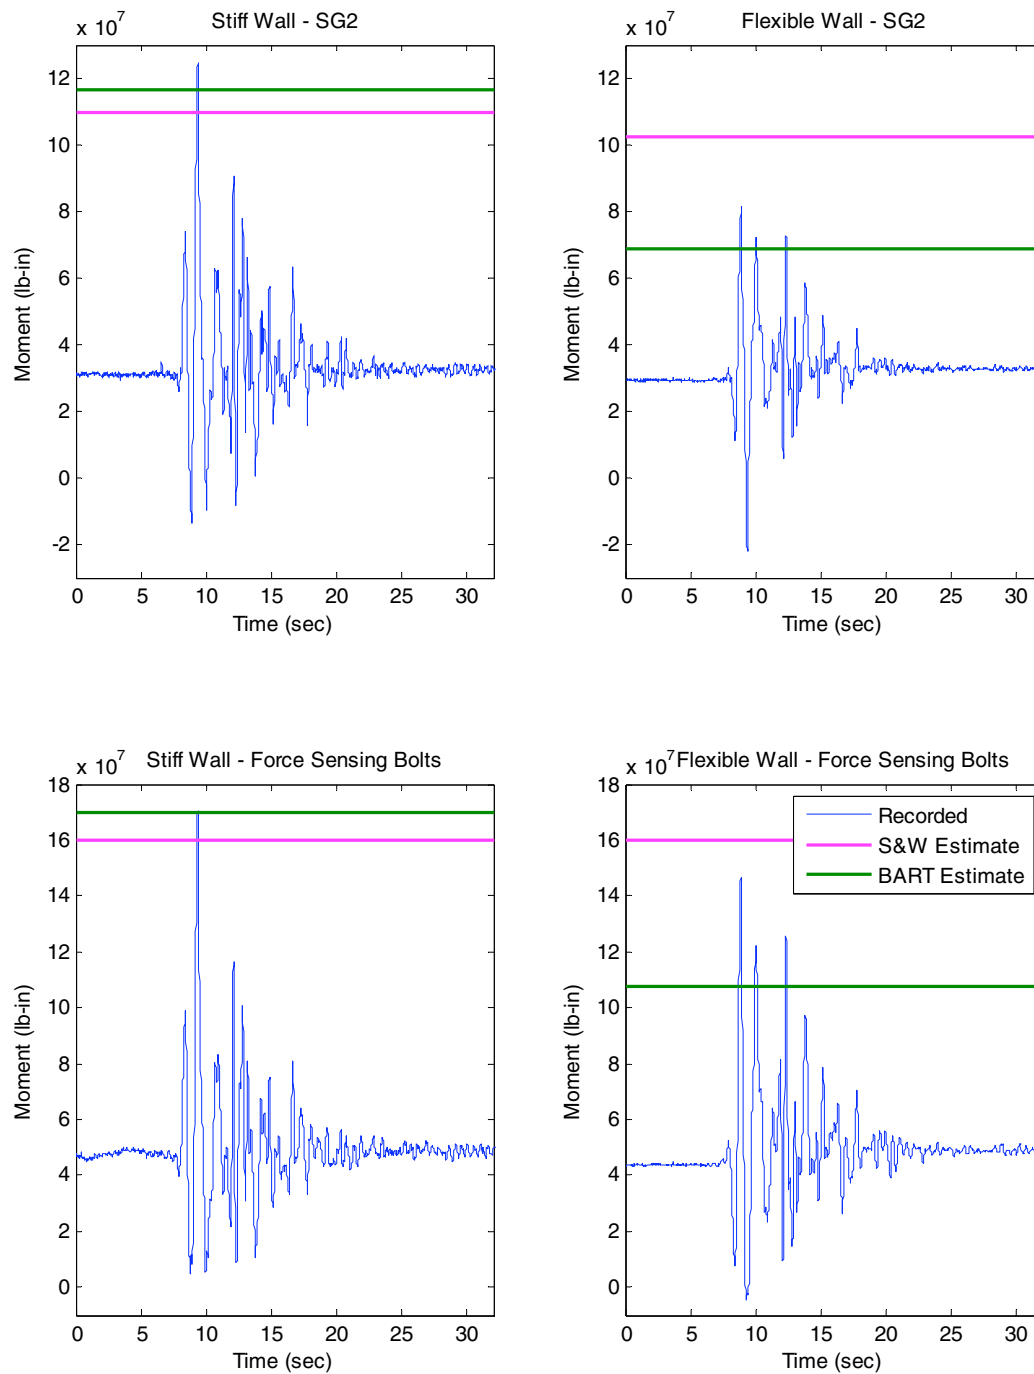 x 10^7
Stiff Wall - SG2
12
10
8
6
4
2
0
-2
Moment (lb-in)
0 5 10 15 20 25 30
Time (sec)
x 10^7
Flexible Wall - SG2
12
10
8
6
4
2
0
-2
Moment (lb-in)
0 5 10 15 20 25 30
Time (sec)
x 10^7
Stiff Wall - Force Sensing Bolts
18
16
14
12
10
8
6
4
2
0
Moment (lb-in)
0 5 10 15 20 25 30
Time (sec)
x 10^7
Flexible Wall - Force Sensing Bolts
18
16
14
12
10
8
6
4
2
0
Moment (lb-in)
Recorded
S&W Estimate
BART Estimate
0 5 10 15 20 25 30
Time (sec)